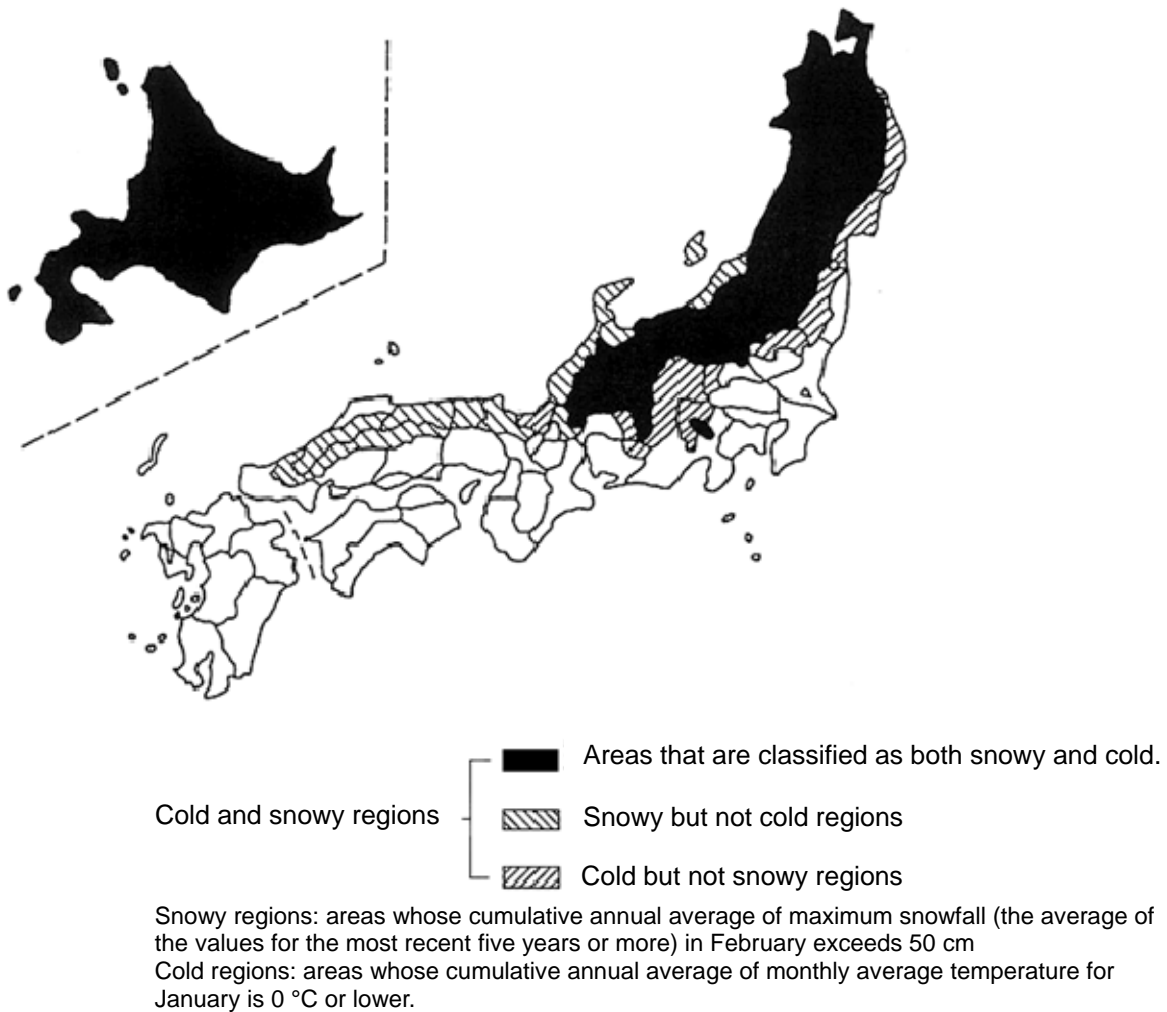 Areas that are classified as both snowy and cold.
Cold and snowy regions
Snowy but not cold regions
Cold but not snowy regions
Snowy regions: areas whose cumulative annual average of maximum snowfall (the average of
the values for the most recent five years or more) in February exceeds 50 cm
Cold regions: areas whose cumulative annual average of monthly average temperature for
January is 0 °C or lower.